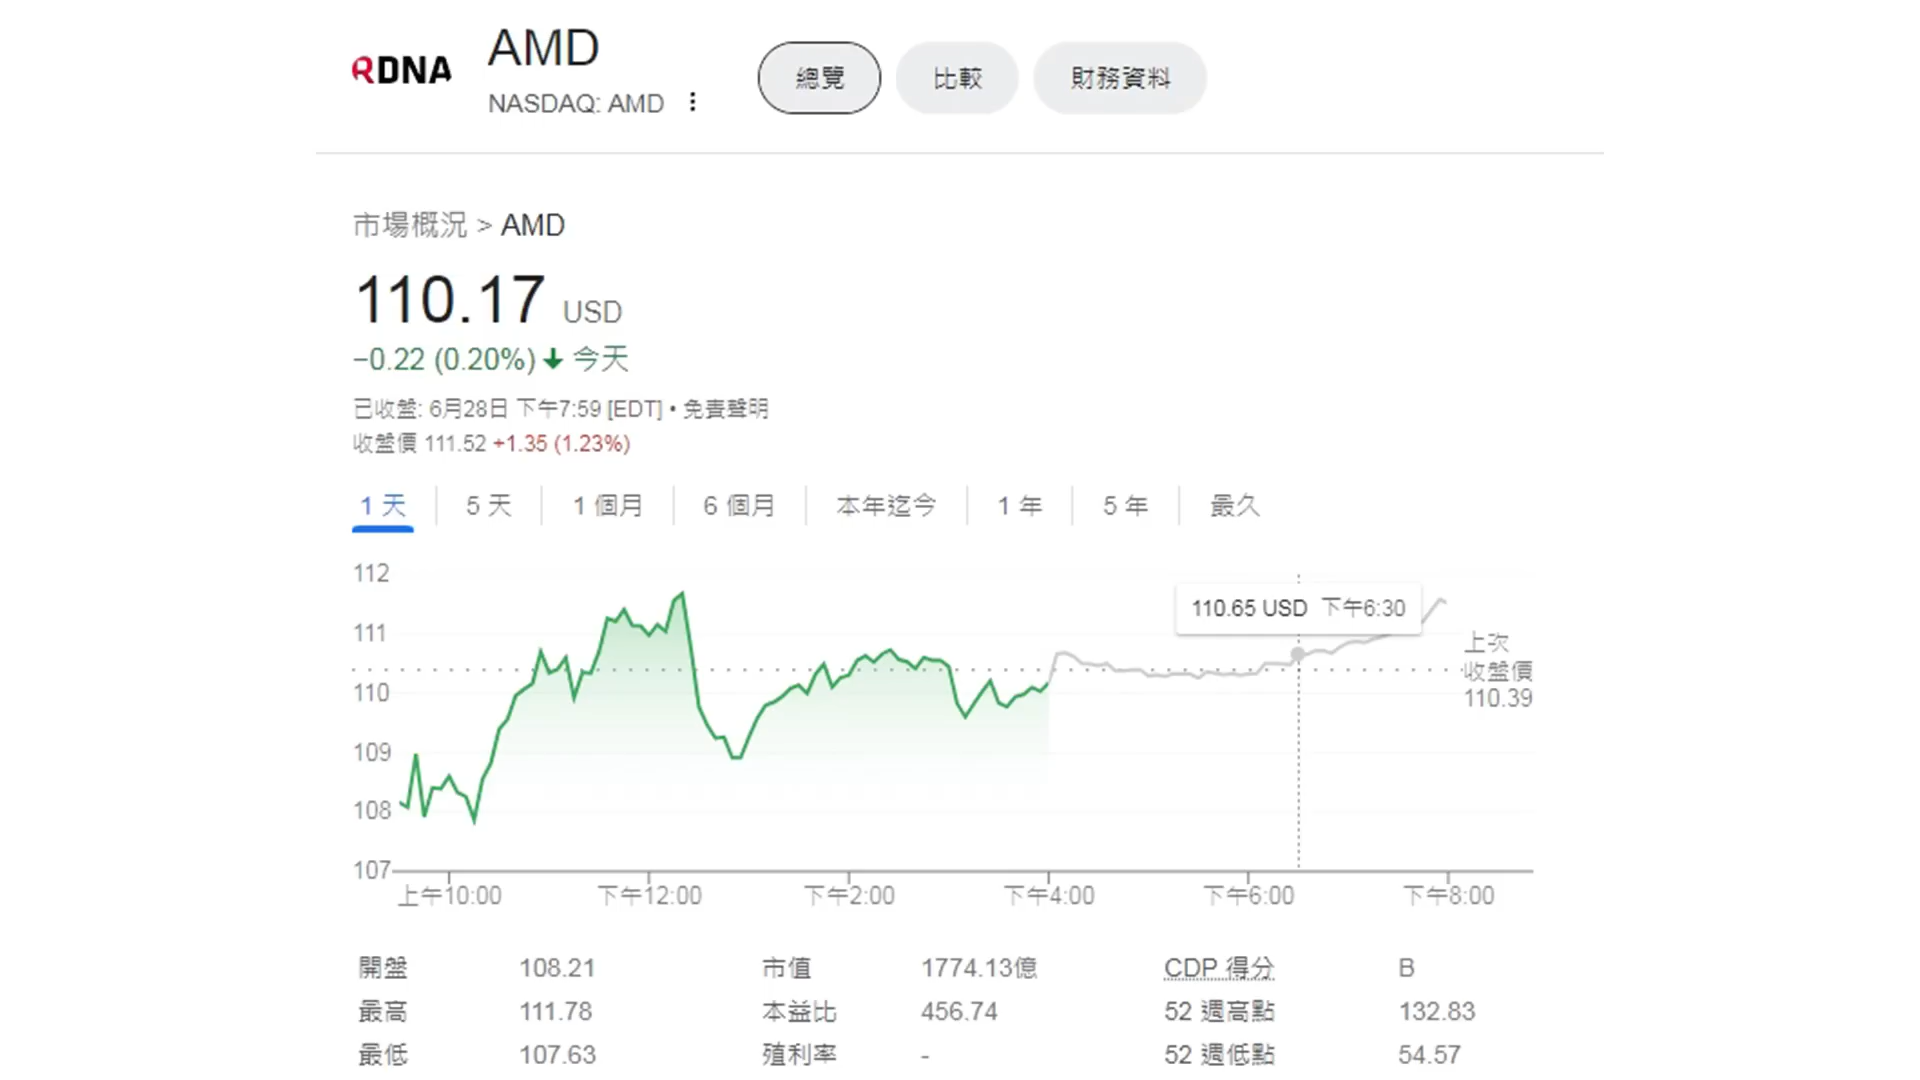 RDNA
AMD
NASDAQ: AMD
總覽 比較 財務資料
市場概況 > AMD
110.17 USD
−0.22 (0.20%) 今天
已收盤: 6月28日 下午7:59 [EDT] • 免責聲明
收盤價 111.52 +1.35 (1.23%)
1 天 5 天 1 個月 6 個月 本年迄今 1 年 5 年 最久
112
111
110
109
108
107
110.65 USD 下午6:30
上次
收盤價
110.39
上午10:00 下午12:00 下午2:00 下午4:00 下午6:00 下午8:00
開盤 108.21 市值 1774.13億 CDP 得分 B
最高 111.78 本益比 456.74 52 週高點 132.83
最低 107.63 殖利率 - 52 週低點 54.57